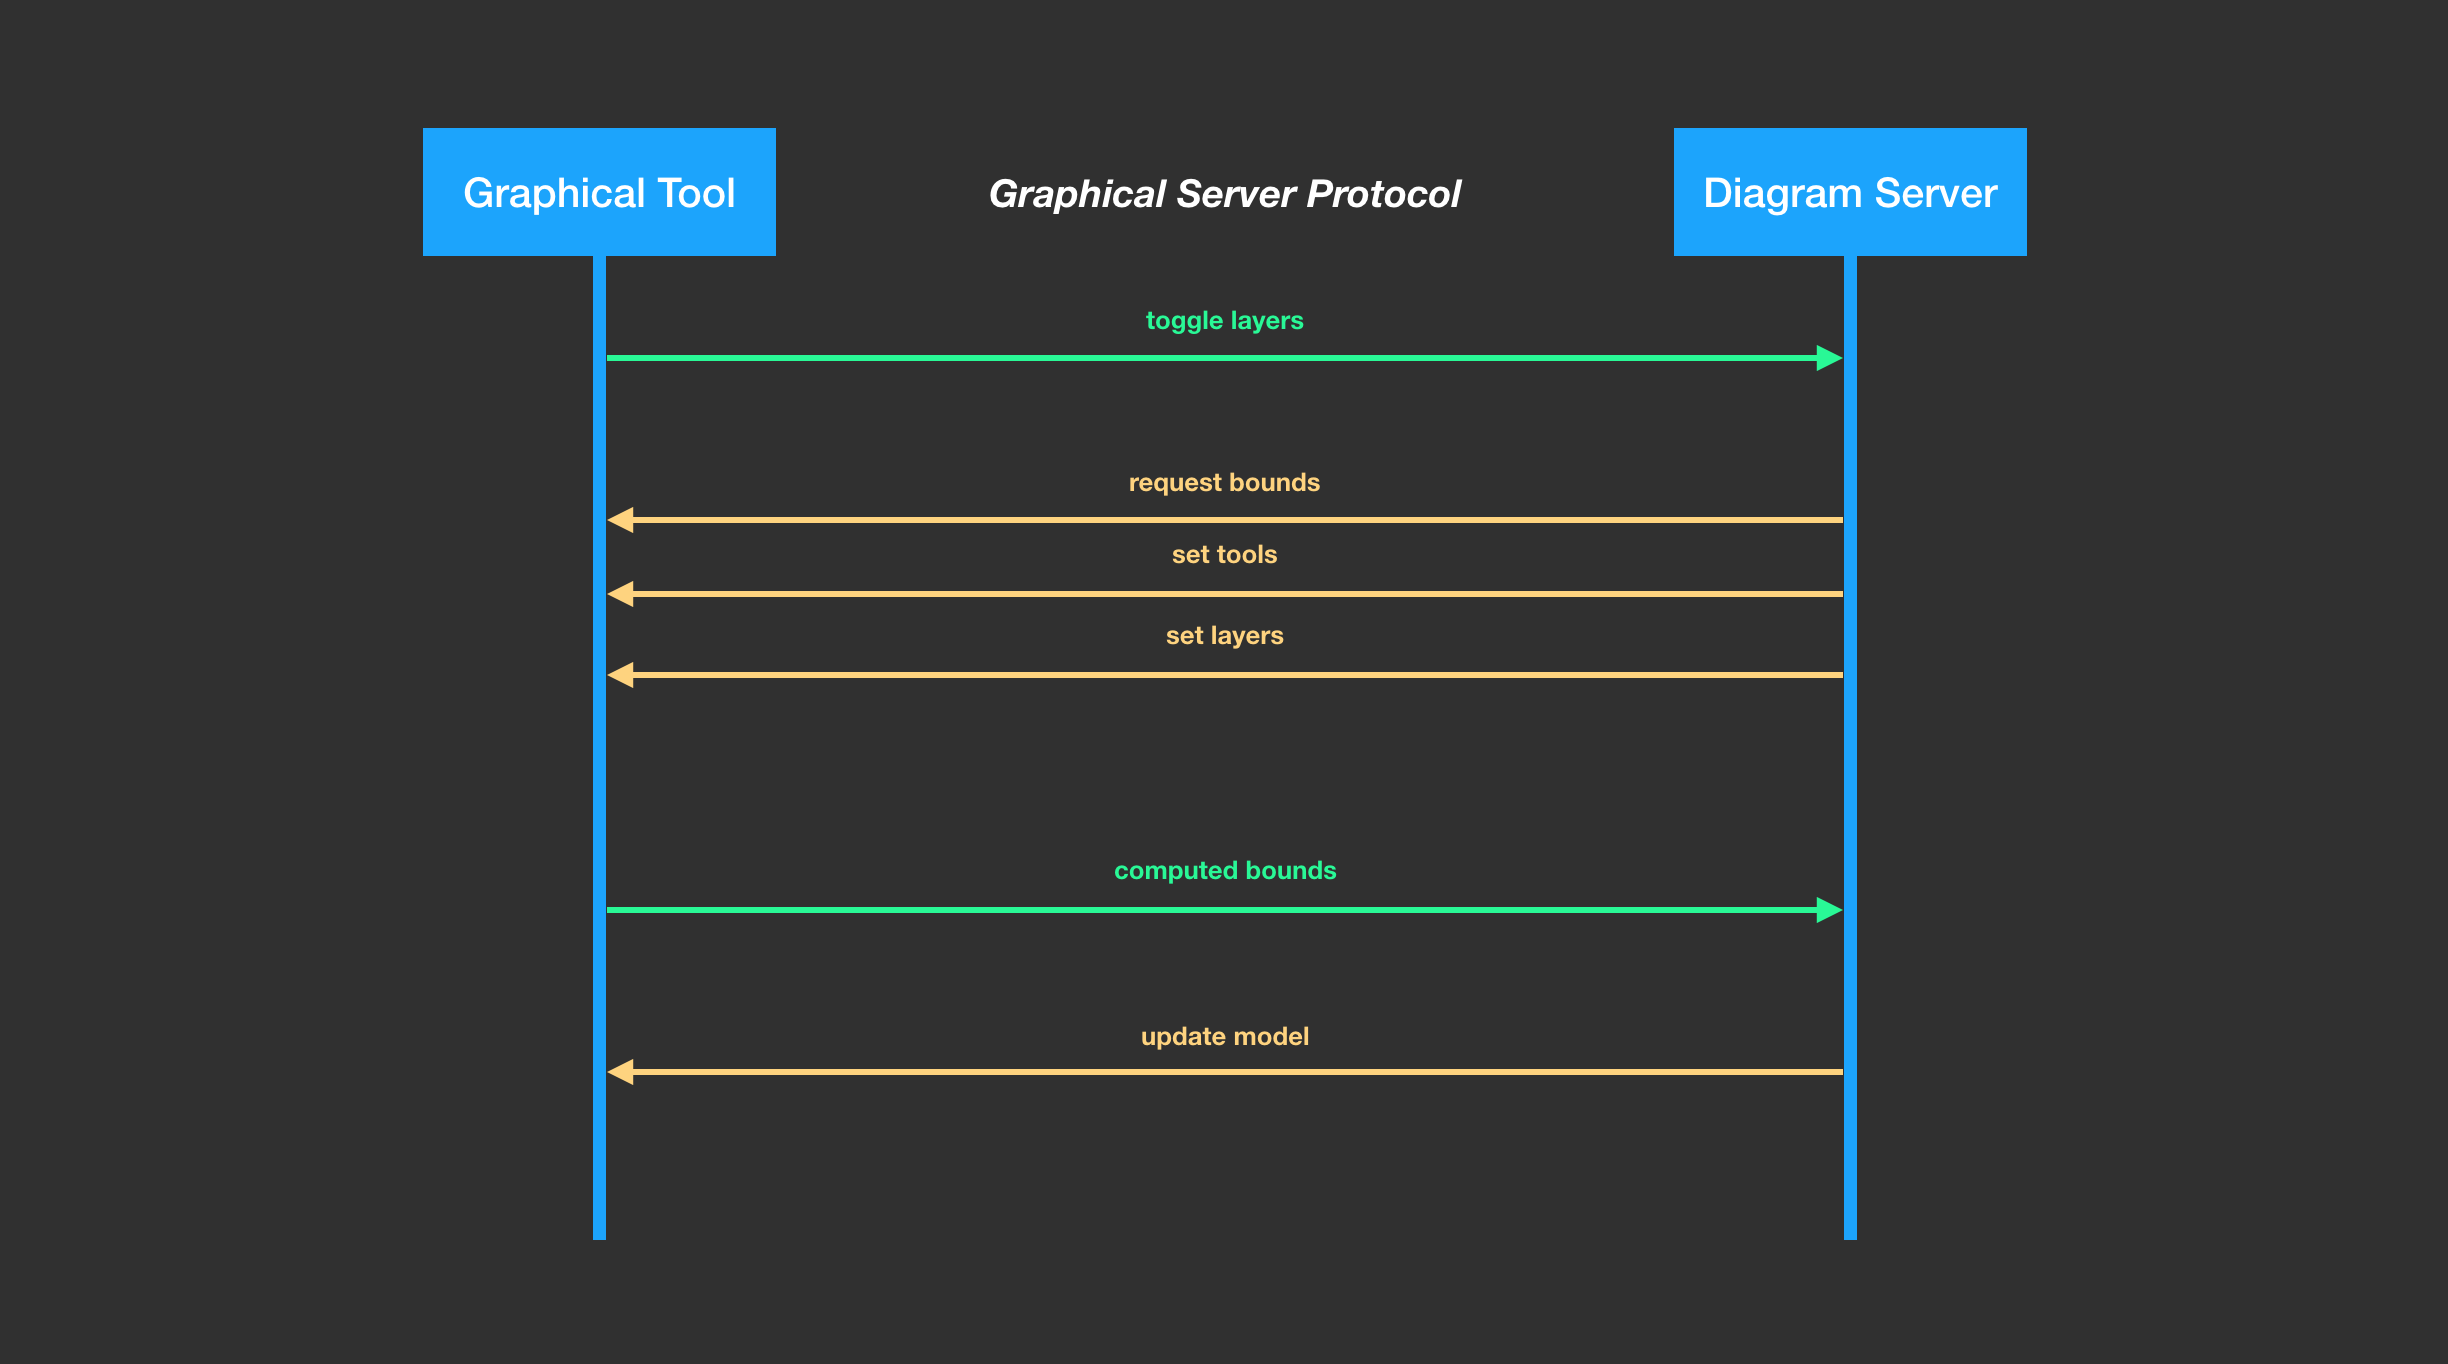 Graphical Tool
Graphical Server Protocol
Diagram Server
toggle layers
request bounds
set tools
set layers
computed bounds
update model